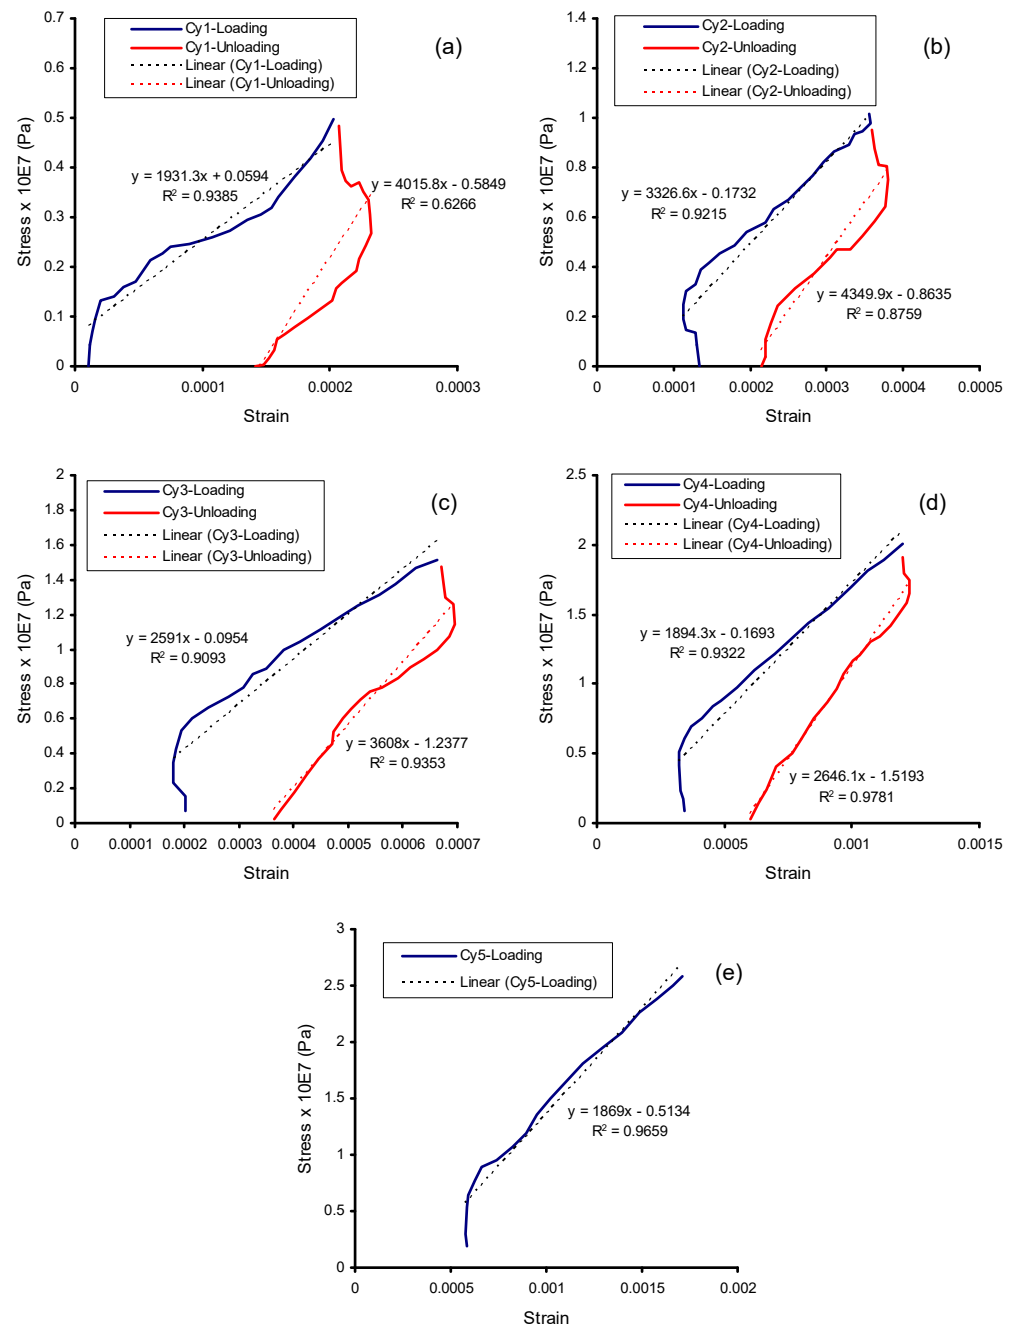 Cy1-Loading
Cy1-Unloading
Linear (Cy1-Loading)
Linear (Cy1-Unloading)
(a)
y = 1931.3x + 0.0594
R² = 0.9385
y = 4015.8x - 0.5849
R² = 0.6266
Stress x 10E7 (Pa)
0.7
0.6
0.5
0.4
0.3
0.2
0.1
0
0
0.0001
0.0002
0.0003
Strain
Cy2-Loading
Cy2-Unloading
Linear (Cy2-Loading)
Linear (Cy2-Unloading)
(b)
y = 3326.6x - 0.1732
R² = 0.9215
y = 4349.9x - 0.8635
R² = 0.8759
Stress x 10E7 (Pa)
1.4
1.2
1
0.8
0.6
0.4
0.2
0
0
0.0001
0.0002
0.0003
0.0004
0.0005
Strain
Cy3-Loading
Cy3-Unloading
Linear (Cy3-Loading)
Linear (Cy3-Unloading)
(c)
y = 2591x - 0.0954
R² = 0.9093
y = 3608x - 1.2377
R² = 0.9353
Stress x 10E7 (Pa)
2
1.8
1.6
1.4
1.2
1
0.8
0.6
0.4
0.2
0
0
0.0001
0.0002
0.0003
0.0004
0.0005
0.0006
0.0007
Strain
Cy4-Loading
Cy4-Unloading
Linear (Cy4-Loading)
Linear (Cy4-Unloading)
(d)
y = 1894.3x - 0.1693
R² = 0.9322
y = 2646.1x - 1.5193
R² = 0.9781
Stress x 10E7 (Pa)
2.5
2
1.5
1
0.5
0
0
0.0005
0.001
0.0015
Strain
Cy5-Loading
Linear (Cy5-Loading)
(e)
y = 1869x - 0.5134
R² = 0.9659
Stress x 10E7 (Pa)
3
2.5
2
1.5
1
0.5
0
0
0.0005
0.001
0.0015
0.002
Strain